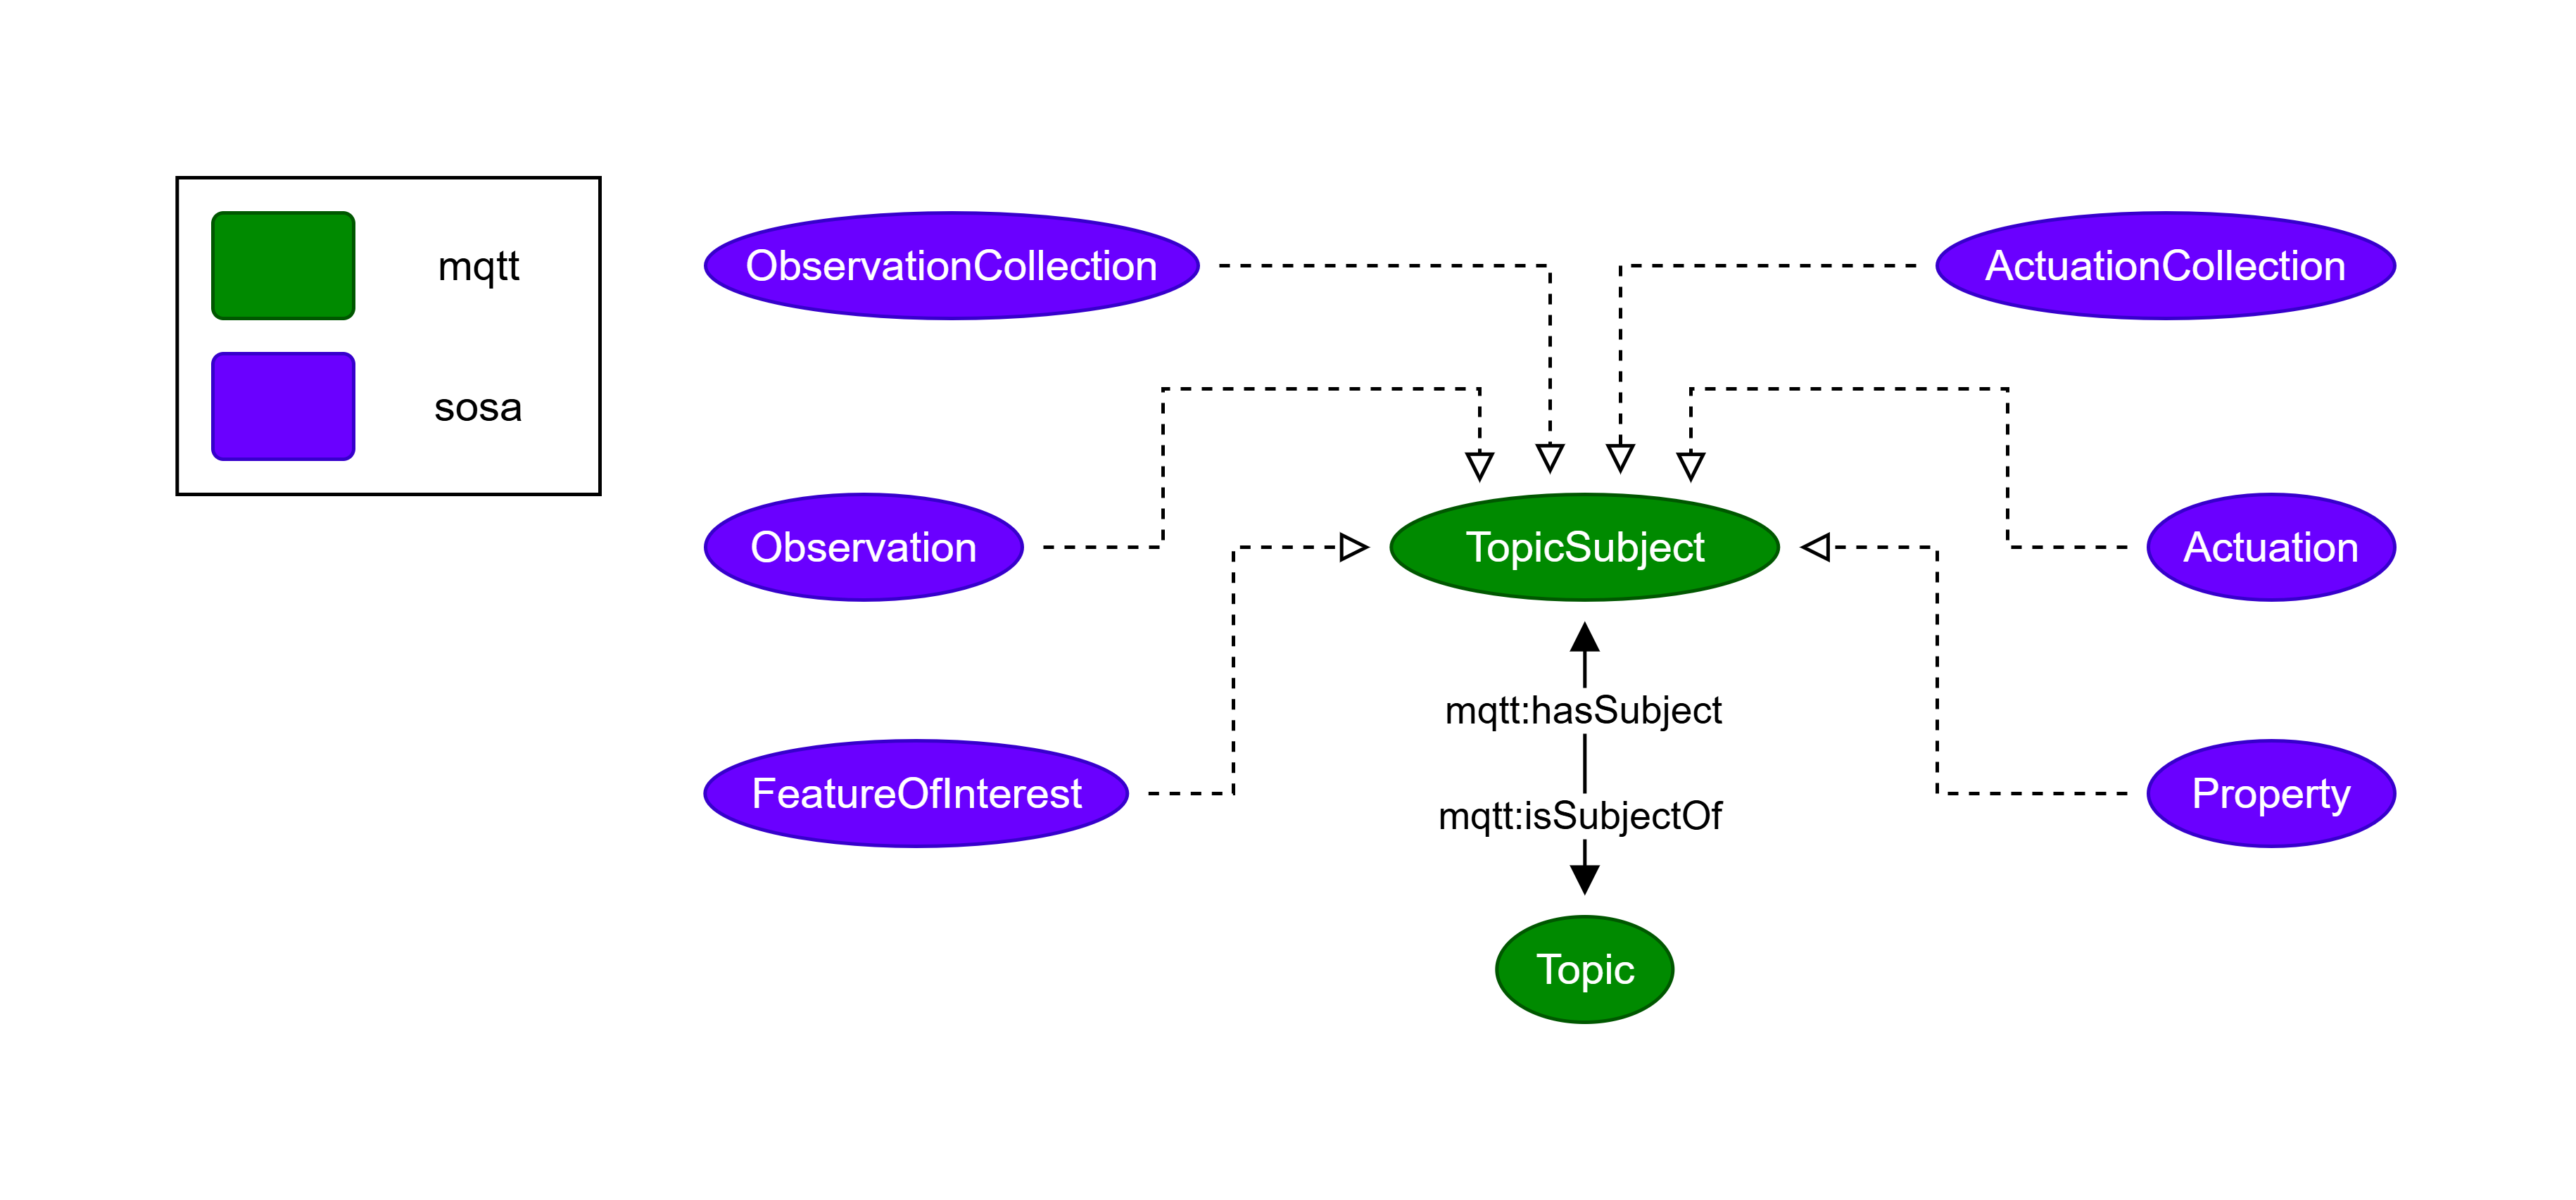 mqtt
sosa
ObservationCollection
ActuationCollection
Observation
TopicSubject
Actuation
mqtt:hasSubject
FeatureOfInterest
mqtt:isSubjectOf
Property
Topic